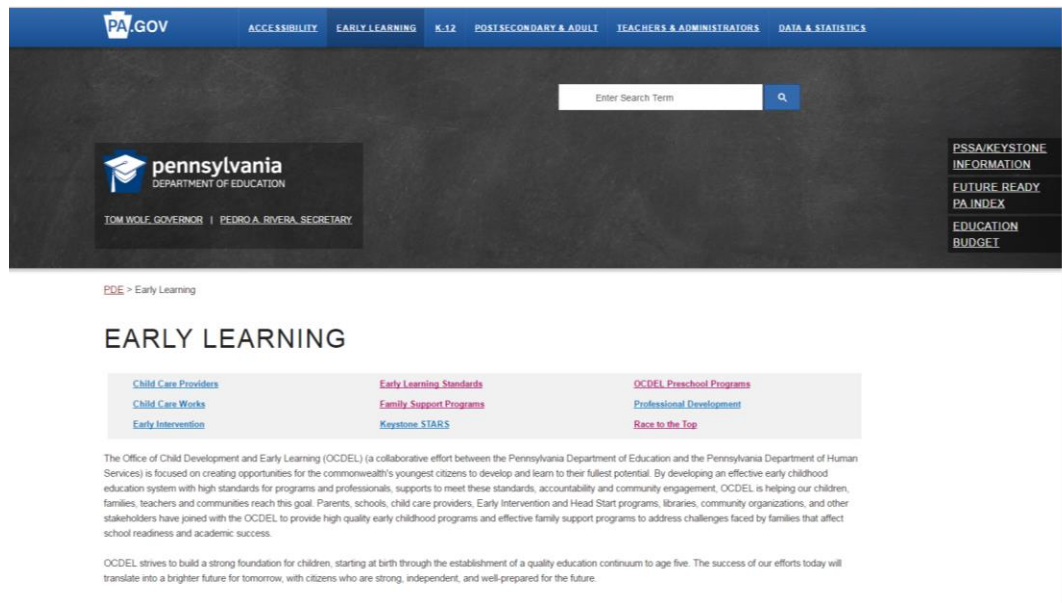 PA.GOV
ACCESSIBILITY EARLY LEARNING K-12 POSTSECONDARY & ADULT TEACHERS & ADMINISTRATORS DATA & STATISTICS
Enter Search Term
pennsylvania
DEPARTMENT OF EDUCATION
TOM WOLF, GOVERNOR | PEDRO A. RIVERA, SECRETARY
PSSA/KEYSTONE
INFORMATION
FUTURE READY
PA INDEX
EDUCATION
BUDGET
PDE > Early Learning
EARLY LEARNING
Child Care Providers Early Learning Standards OCDEL Preschool Programs
Child Care Works Family Support Programs Professional Development
Early Intervention Keystone STARS Race to the Top
The Office of Child Development and Early Learning (OCDEL) (a collaborative effort between the Pennsylvania Department of Education and the Pennsylvania Department of Human
Services) is focused on creating opportunities for the commonwealth's youngest citizens to develop and learn to their fullest potential. By developing an effective early childhood
education system with high standards for programs and professionals, supports to meet these standards, accountability and community engagement, OCDEL is helping our children,
families, teachers and communities reach this goal. Parents, schools, child care providers, Early Intervention and Head Start programs, libraries, community organizations, and other
stakeholders have joined with the OCDEL to provide high quality early childhood programs and effective family support programs to address challenges faced by families that affect
school readiness and academic success.
OCDEL strives to build a strong foundation for children, starting at birth through the establishment of a quality education continuum to age five. The success of our efforts today will
translate into a brighter future for tomorrow, with citizens who are strong, independent, and well-prepared for the future.